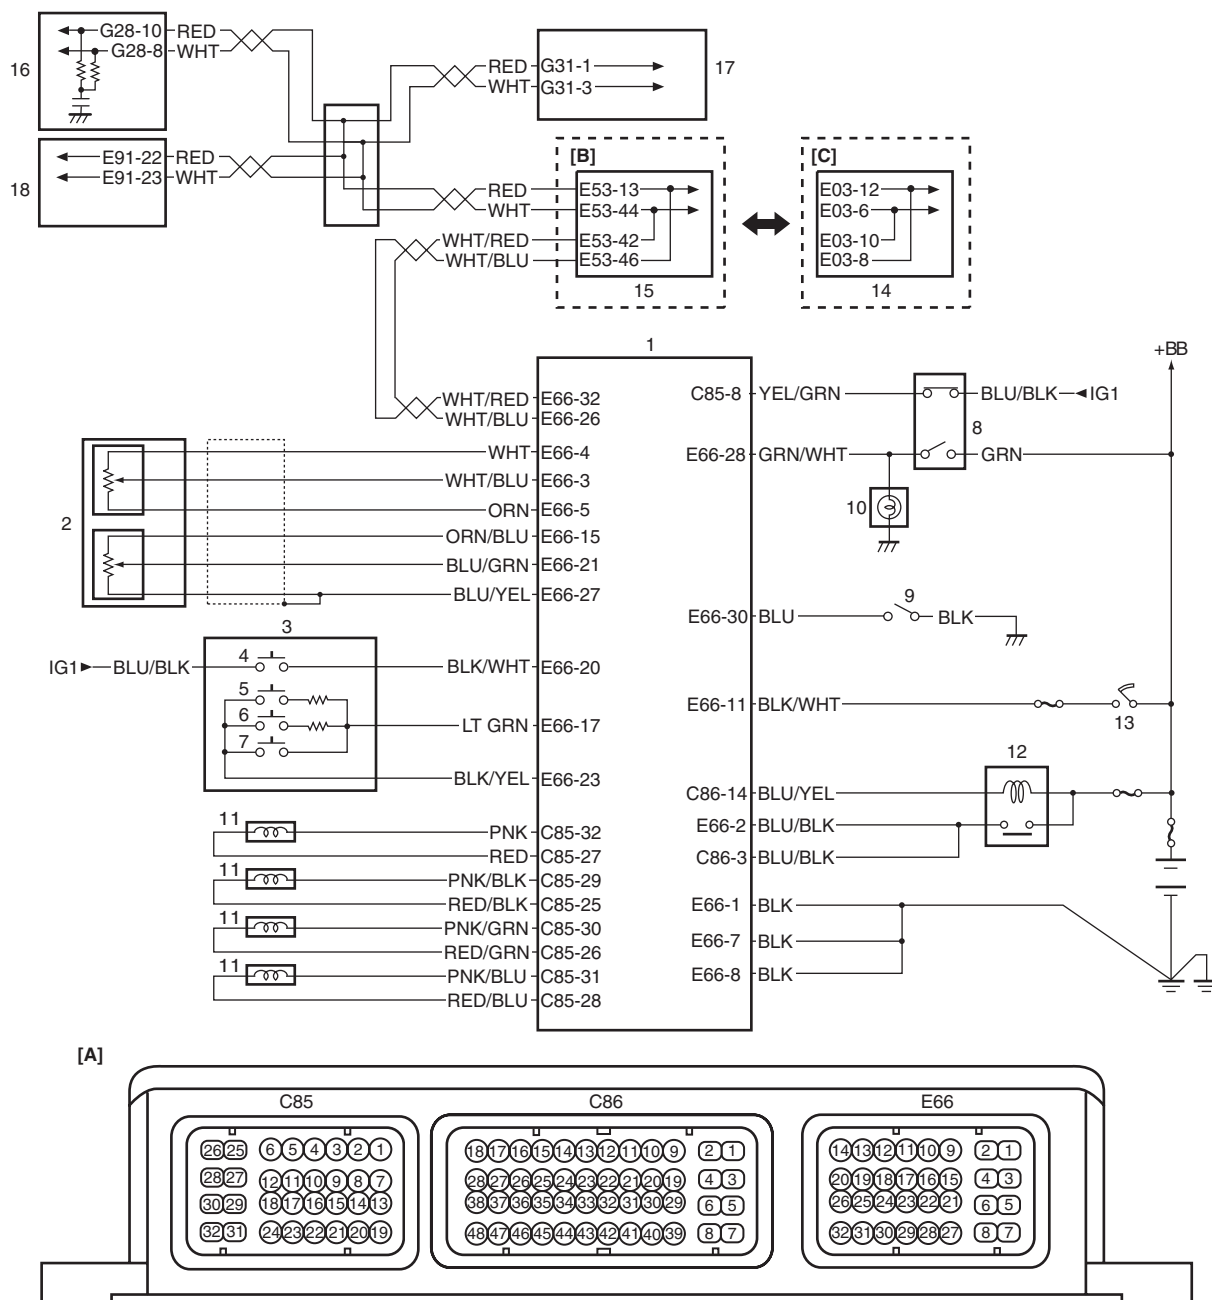 G28-10 RED
G28-8 WHT
16
RED G31-1
WHT G31-3
17
E91-22 RED
E91-23 WHT
18
[B]
RED E53-13
WHT E53-44
WHT/RED E53-42
WHT/BLU E53-46
15
[C]
E03-12
E03-6
E03-10
E03-8
14
1
+BB
WHT/RED E66-32
WHT/BLU E66-26
C85-8 YEL/GRN
BLU/BLK IG1
8
WHT E66-4
E66-28 GRN/WHT
GRN
WHT/BLU E66-3
10
2
ORN E66-5
ORN/BLU E66-15
BLU/GRN E66-21
BLU/YEL E66-27
9
E66-30 BLU
BLK
3
IG1 BLU/BLK
4
BLK/WHT E66-20
5
6
7
LT GRN E66-17
BLK/YEL E66-23
E66-11 BLK/WHT
13
12
C86-14 BLU/YEL
E66-2 BLU/BLK
C86-3 BLU/BLK
11
PNK C85-32
RED C85-27
11
PNK/BLK C85-29
RED/BLK C85-25
11
PNK/GRN C85-30
RED/GRN C85-26
11
PNK/BLU C85-31
RED/BLU C85-28
E66-1 BLK
E66-7 BLK
E66-8 BLK
[A]
C85
26 25 6 5 4 3 2 1
28 27 12 11 10 9 8 7
30 29 18 17 16 15 14 13
32 31 24 23 22 21 20 19
C86
18 17 16 15 14 13 12 11 10 9 2 1
28 27 26 25 24 23 22 21 20 19 4 3
38 37 36 35 34 33 32 31 30 29 6 5
48 47 46 45 44 43 42 41 40 39 8 7
E66
14 13 12 11 10 9 2 1
20 19 18 17 16 15 4 3
26 25 24 23 22 21 6 5
32 31 30 29 28 27 8 7